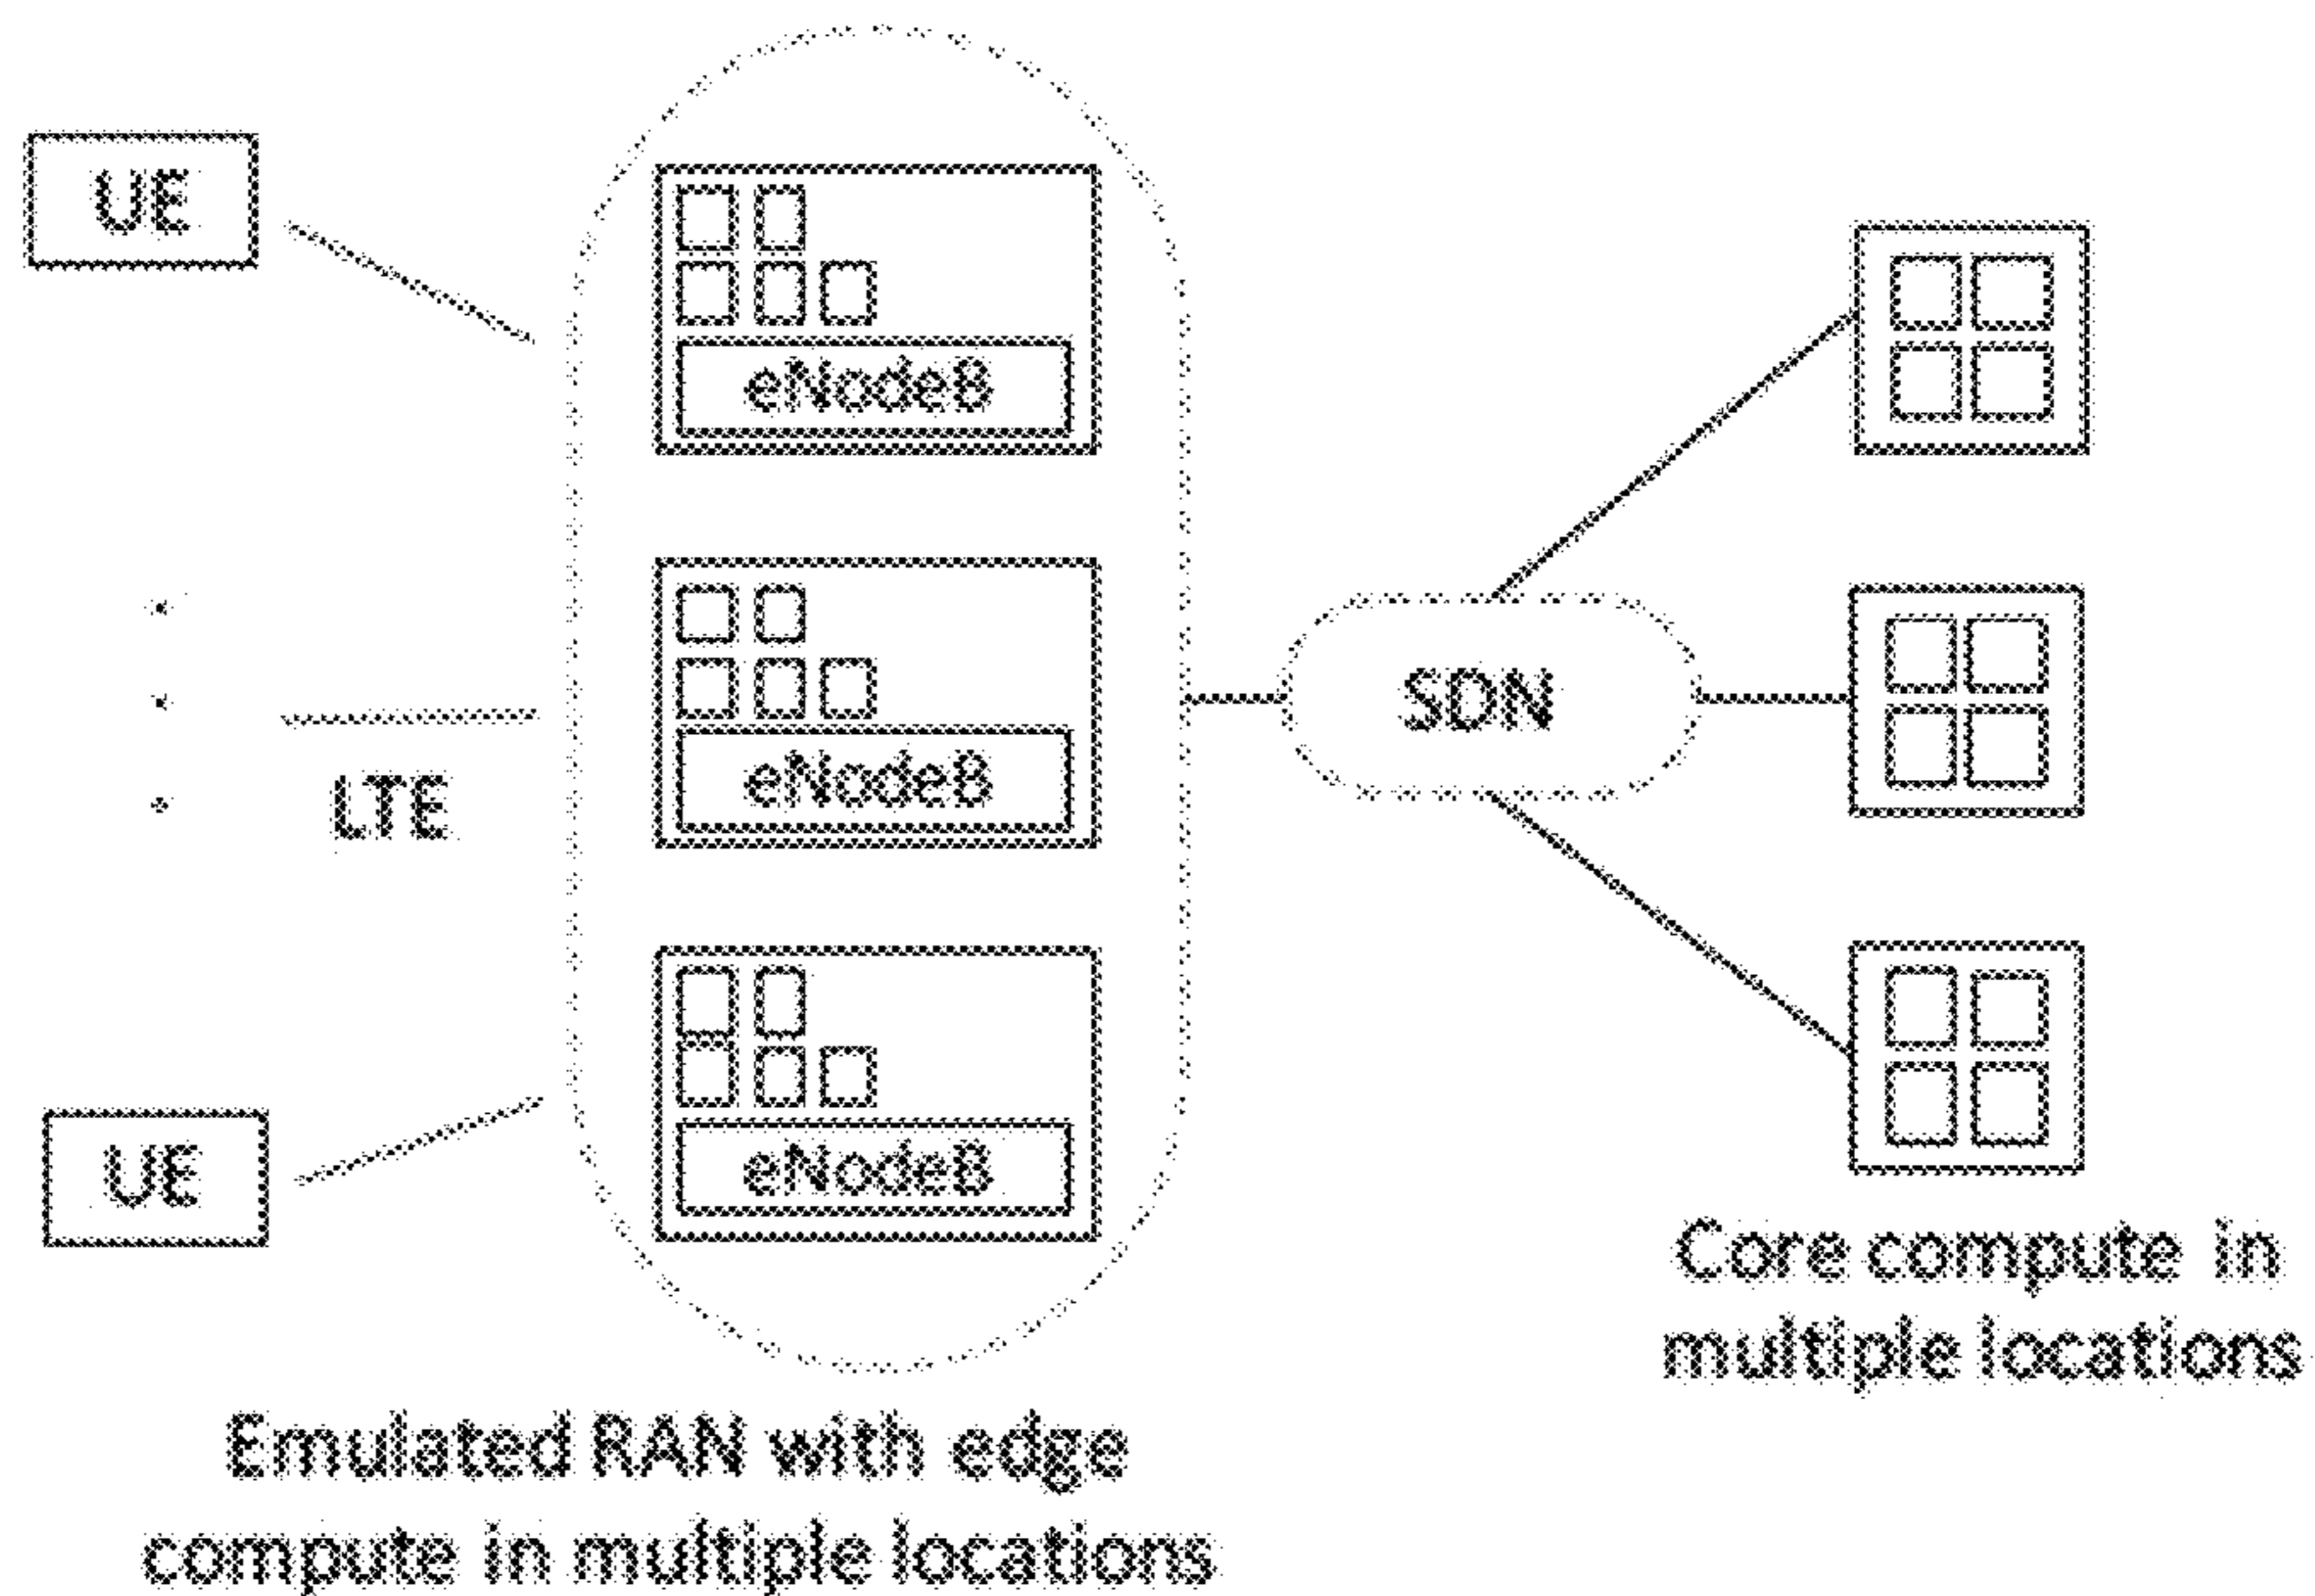 UE
eNodeB
eNodeB
SDN
LTE
eNodeB
UE
Core compute in
multiple locations
Emulated RAN with edge
compute in multiple locations